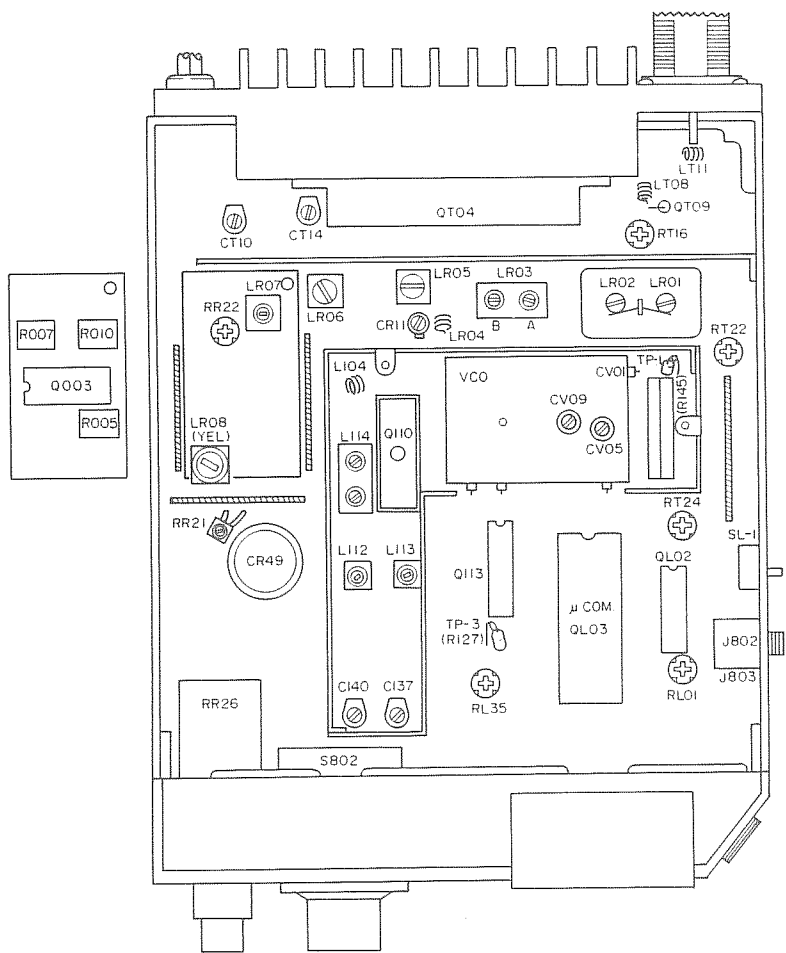 LT11
LT08
QT09
QT04
CT10
CT14
RT16
LR07
LR05
LR03
LR02 LR01
RR22
LR06
CR11
LR04
B A
RT22
R007
R010
L104
VCO
CV01
TP-1
(R145)
Q003
R005
Q110
CV09
CV05
LR08
(YEL)
L114
RT24
RR21
SL-1
CR49
L112
L113
Q113
QL02
μ COM.
QL03
TP-3
(R127)
J802
J803
RR26
C140
C137
RL35
RL01
S802